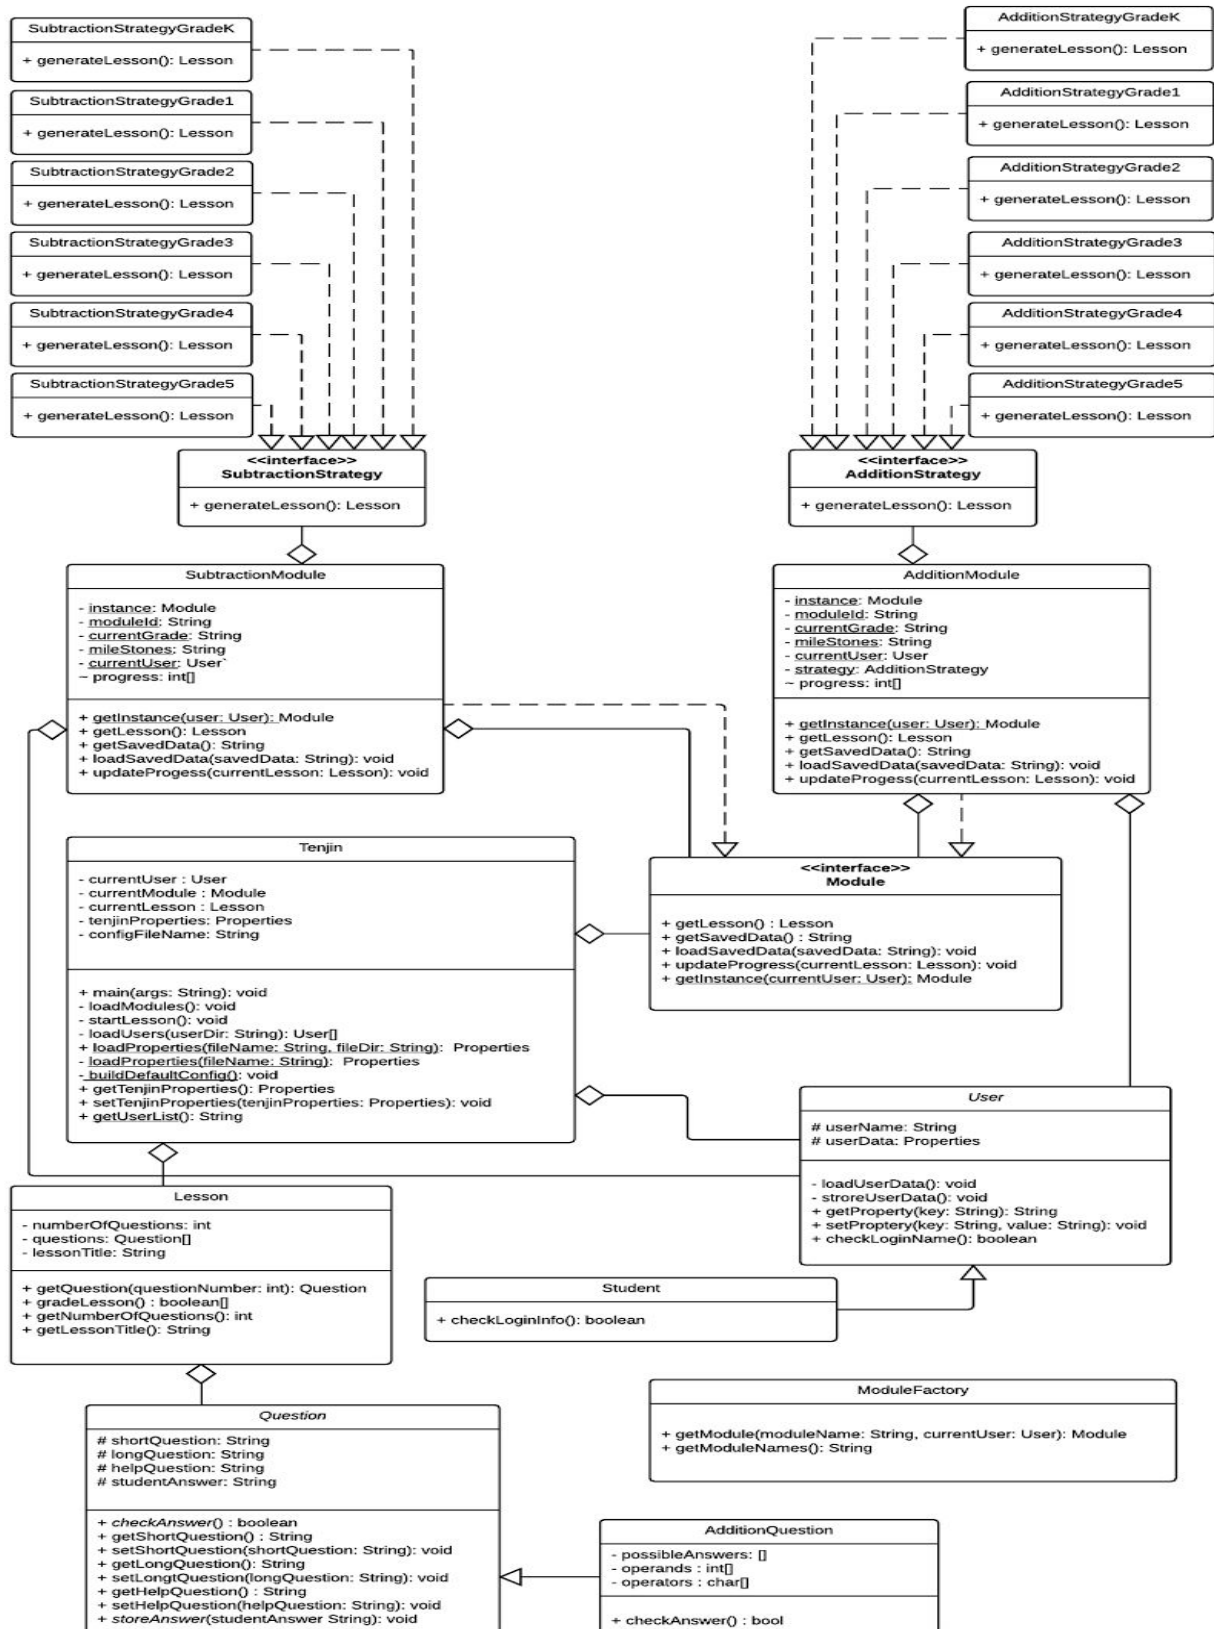 SubtractionStrategyGradeK
+ generateLesson(): Lesson
SubtractionStrategyGrade1
+ generateLesson(): Lesson
SubtractionStrategyGrade2
+ generateLesson(): Lesson
SubtractionStrategyGrade3
+ generateLesson(): Lesson
SubtractionStrategyGrade4
+ generateLesson(): Lesson
SubtractionStrategyGrade5
+ generateLesson(): Lesson
AdditionStrategyGradeK
+ generateLesson(): Lesson
AdditionStrategyGrade1
+ generateLesson(): Lesson
AdditionStrategyGrade2
+ generateLesson(): Lesson
AdditionStrategyGrade3
+ generateLesson(): Lesson
AdditionStrategyGrade4
+ generateLesson(): Lesson
AdditionStrategyGrade5
+ generateLesson(): Lesson
<<interface>>
SubtractionStrategy
+ generateLesson(): Lesson
<<interface>>
AdditionStrategy
+ generateLesson(): Lesson
SubtractionModule
- instance: Module
- moduleId: String
- currentGrade: String
- mileStones: String
- currentUser: User`
~ progress: int[]
+ getInstance(user: User): Module
+ getLesson(): Lesson
+ getSavedData(): String
+ loadSavedData(savedData: String): void
+ updateProgess(currentLesson: Lesson): void
AdditionModule
- instance: Module
- moduleId: String
- currentGrade: String
- mileStones: String
- currentUser: User
- strategy: AdditionStrategy
~ progress: int[]
+ getInstance(user: User): Module
+ getLesson(): Lesson
+ getSavedData(): String
+ loadSavedData(savedData: String): void
+ updateProgess(currentLesson: Lesson): void
Tenjin
- currentUser : User
- currentModule : Module
- currentLesson : Lesson
- tenjinProperties: Properties
- configFileName: String
+ main(args: String): void
- loadModules(): void
- startLesson(): void
- loadUsers(userDir: String): User[]
+ loadProperties(fileName: String, fileDir: String): Properties
- loadProperties(fileName: String): Properties
- buildDefaultConfig(): void
+ getTenjinProperties(): Properties
+ setTenjinProperties(tenjinProperties: Properties): void
+ getUserList(): String
<<interface>>
Module
+ getLesson() : Lesson
+ getSavedData() : String
+ loadSavedData(savedData: String): void
+ updateProgress(currentLesson: Lesson): void
+ getInstance(currentUser: User): Module
User
# userName: String
# userData: Properties
- loadUserData(): void
- stroreUserData(): void
+ getProperty(key: String): String
+ setProptery(key: String, value: String): void
+ checkLoginName(): boolean
Lesson
- numberOfQuestions: int
- questions: Question[]
- lessonTitle: String
+ getQuestion(questionNumber: int): Question
+ gradeLesson() : boolean[]
+ getNumberOfQuestions(): int
+ getLessonTitle(): String
Student
+ checkLoginInfo(): boolean
ModuleFactory
+ getModule(moduleName: String, currentUser: User): Module
+ getModuleNames(): String
Question
# shortQuestion: String
# longQuestion: String
# helpQuestion: String
# studentAnswer: String
+ checkAnswer() : boolean
+ getShortQuestion() : String
+ setShortQuestion(shortQuestion: String): void
+ getLongQuestion(): String
+ setLongtQuestion(longQuestion: String): void
+ getHelpQuestion() : String
+ setHelpQuestion(helpQuestion: String): void
+ storeAnswer(studentAnswer String): void
AdditionQuestion
- possibleAnswers: []
- operands : int[]
- operators : char[]
+ checkAnswer() : bool